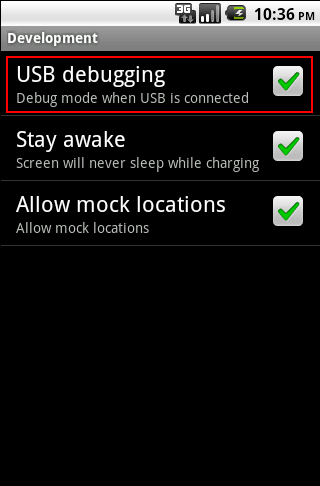 3G 10:36 PM
Development
USB debugging
Debug mode when USB is connected
Stay awake
Screen will never sleep while charging
Allow mock locations
Allow mock locations